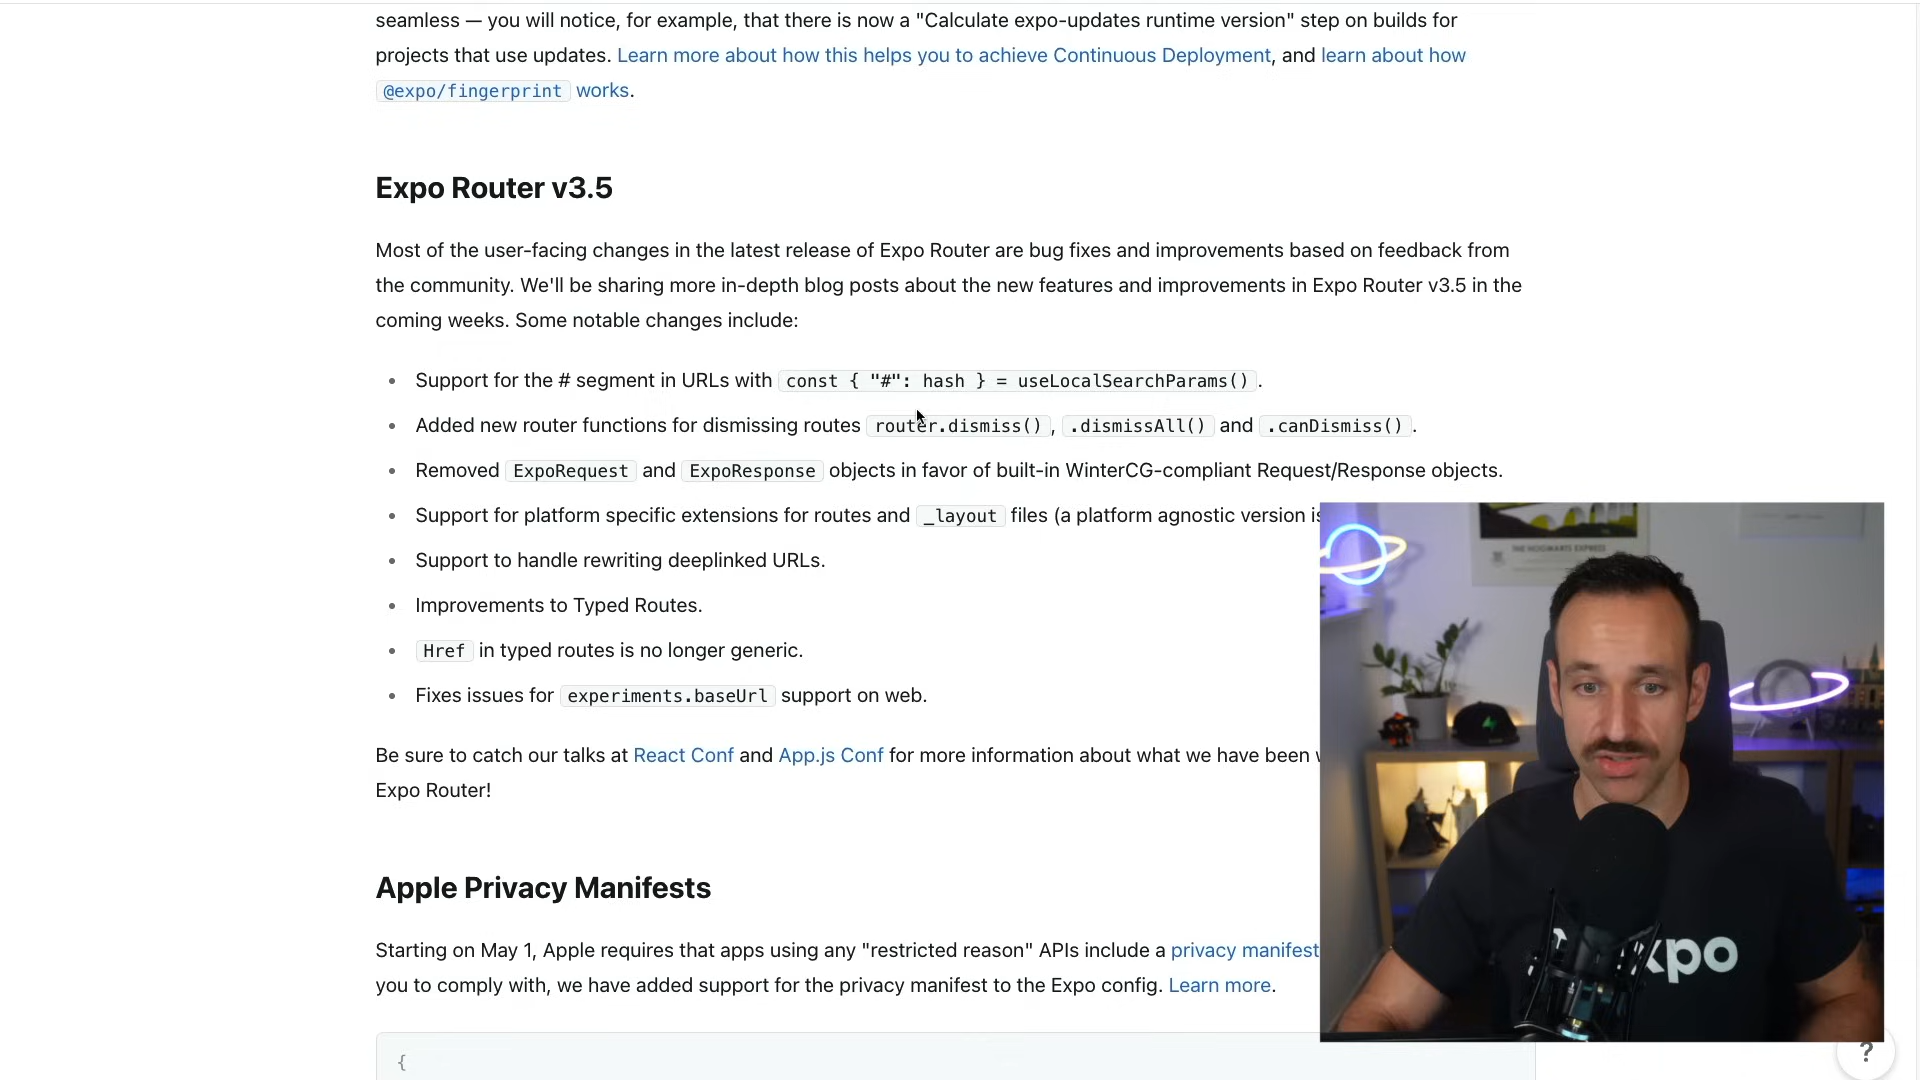 seamless — you will notice, for example, that there is now a "Calculate expo-updates runtime version" step on builds for
projects that use updates. Learn more about how this helps you to achieve Continuous Deployment, and learn about how
@expo/fingerprint works.
Expo Router v3.5
Most of the user-facing changes in the latest release of Expo Router are bug fixes and improvements based on feedback from
the community. We'll be sharing more in-depth blog posts about the new features and improvements in Expo Router v3.5 in the
coming weeks. Some notable changes include:
• Support for the # segment in URLs with const { "#": hash } = useLocalSearchParams().
• Added new router functions for dismissing routes router.dismiss(), .dismissAll() and .canDismiss().
• Removed ExpoRequest and ExpoResponse objects in favor of built-in WinterCG-compliant Request/Response objects.
• Support for platform specific extensions for routes and _layout files (a platform agnostic version is
• Support to handle rewriting deeplinked URLs.
• Improvements to Typed Routes.
• Href in typed routes is no longer generic.
• Fixes issues for experiments.baseUrl support on web.
Be sure to catch our talks at React Conf and App.js Conf for more information about what we have been
Expo Router!
Apple Privacy Manifests
Starting on May 1, Apple requires that apps using any "restricted reason" APIs include a privacy manifest
you to comply with, we have added support for the privacy manifest to the Expo config. Learn more.
{
THE HOGWARTS EXPRESS
expo
?